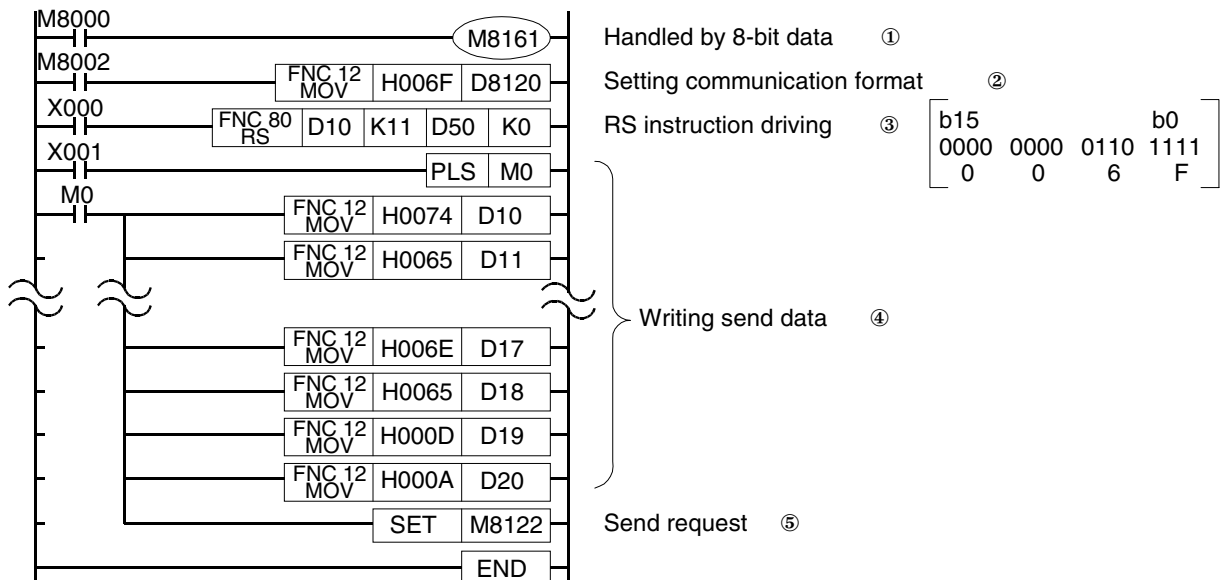 M8000
M8161 Handled by 8-bit data ①
M8002
FNC 12 MOV H006F D8120 Setting communication format ②
X000
FNC 80 RS D10 K11 D50 K0 RS instruction driving ③
b15 b0
0000 0000 0110 1111
0 0 6 F
X001
PLS M0
M0
FNC 12 MOV H0074 D10
FNC 12 MOV H0065 D11
Writing send data ④
FNC 12 MOV H006E D17
FNC 12 MOV H0065 D18
FNC 12 MOV H000D D19
FNC 12 MOV H000A D20
SET M8122 Send request ⑤
END